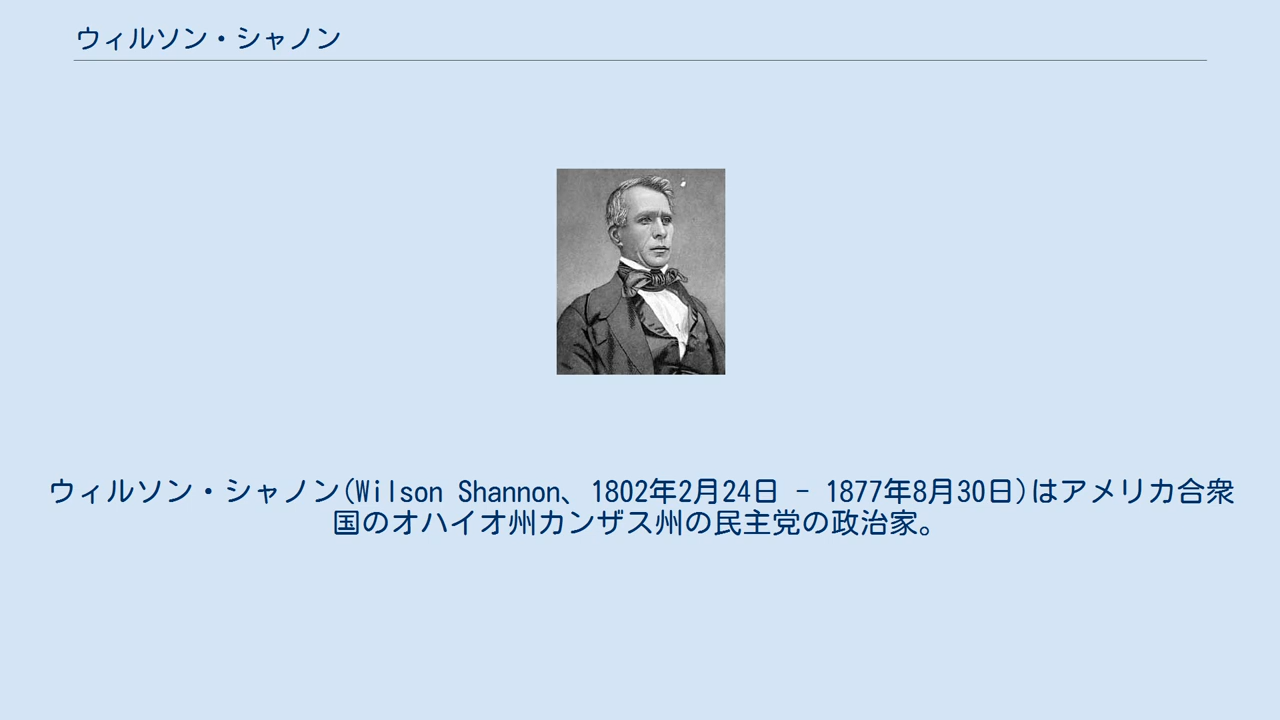 ウィルソン・シャノン
ウィルソン・シャノン(Wilson Shannon、1802年2月24日 - 1877年8月30日)はアメリカ合衆
国のオハイオ州カンザス州の民主党の政治家。